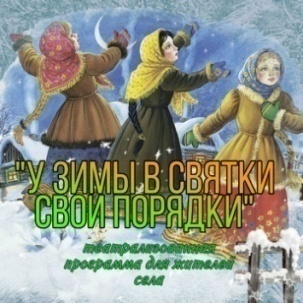 "У ЗИМЫ В СВЯТКИ
СВОИ ПОРЯДКИ"
театрализованная
программа для жителей
села